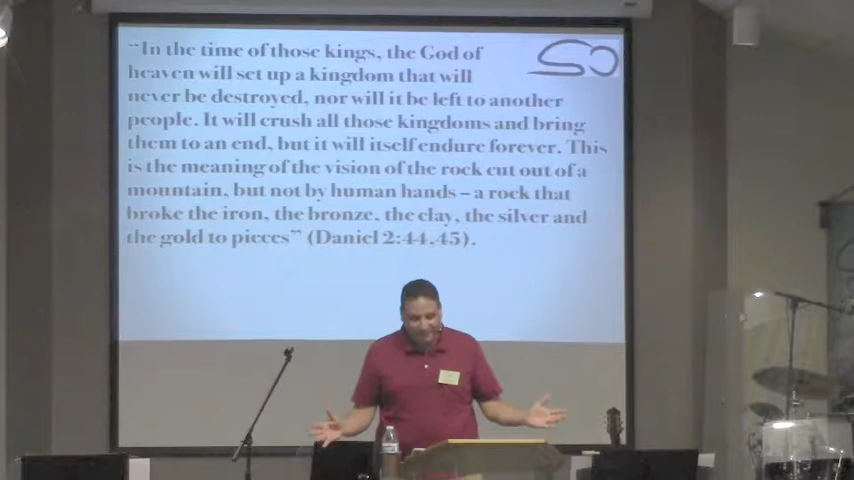 “In the time of those kings, the God of
heaven will set up a kingdom that will
never be destroyed, nor will it be left to another
people. It will crush all those kingdoms and bring
them to an end, but it will itself endure forever. This
is the meaning of the vision of the rock cut out of a
mountain, but not by human hands – a rock that
broke the iron, the bronze, the clay, the silver and
the gold to pieces” (Daniel 2:44,45).